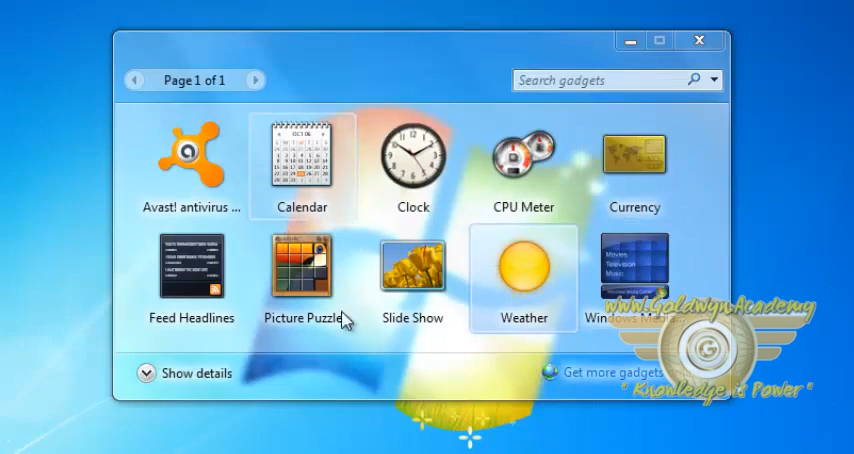 Page 1 of 1
Search gadgets
OCT 06
Avast! antivirus ...
Calendar
Clock
CPU Meter
Currency
Movies
Television
Music
Feed Headlines
Picture Puzzle
Slide Show
Weather
Windows Media...
www.GoldwynAcademy
G
Show details
Get more gadgets
" Knowledge is Power "